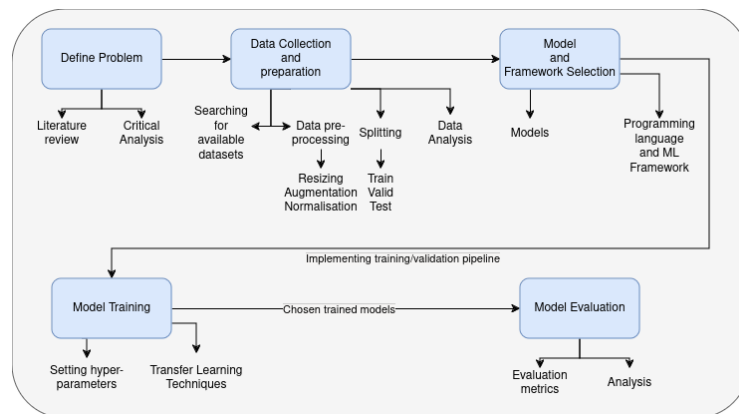 Define Problem
Data Collection
and
preparation
Model
and
Framework Selection
Literature
review
Critical
Analysis
Searching
for
available
datasets
Data pre-
processing
Resizing
Augmentation
Normalisation
Splitting
Train
Valid
Test
Data
Analysis
Models
Programming
language
and ML
Framework
Implementing training/validation pipeline
Model Training
Chosen trained models
Model Evaluation
Setting hyper-
parameters
Transfer Learning
Techniques
Evaluation
metrics
Analysis